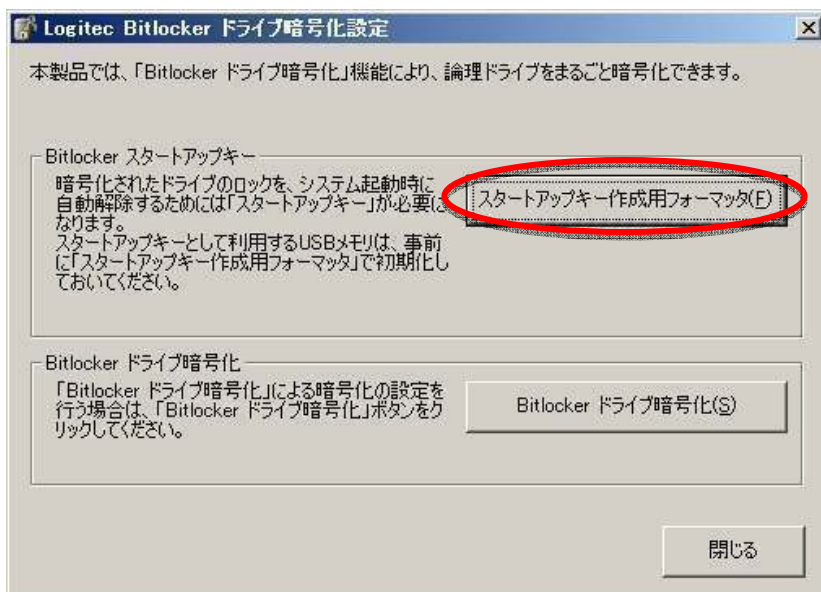 Logitec Bitlocker ドライブ暗号化設定
本製品では、「Bitlocker ドライブ暗号化」機能により、論理ドライブをまるごと暗号化できます。
Bitlocker スタートアップキー
暗号化されたドライブのロックを、システム起動時に
自動解除するためには「スタートアップキー」が必要に
なります。
スタートアップキーとして利用するUSBメモリは、事前
に「スタートアップキー作成用フォーマッタ」で初期化し
ておいてください。
スタートアップキー作成用フォーマッタ(F)
Bitlocker ドライブ暗号化
「Bitlocker ドライブ暗号化」による暗号化の設定を
行う場合は、「Bitlocker ドライブ暗号化」ボタンをク
リックしてください。
Bitlocker ドライブ暗号化(S)
閉じる